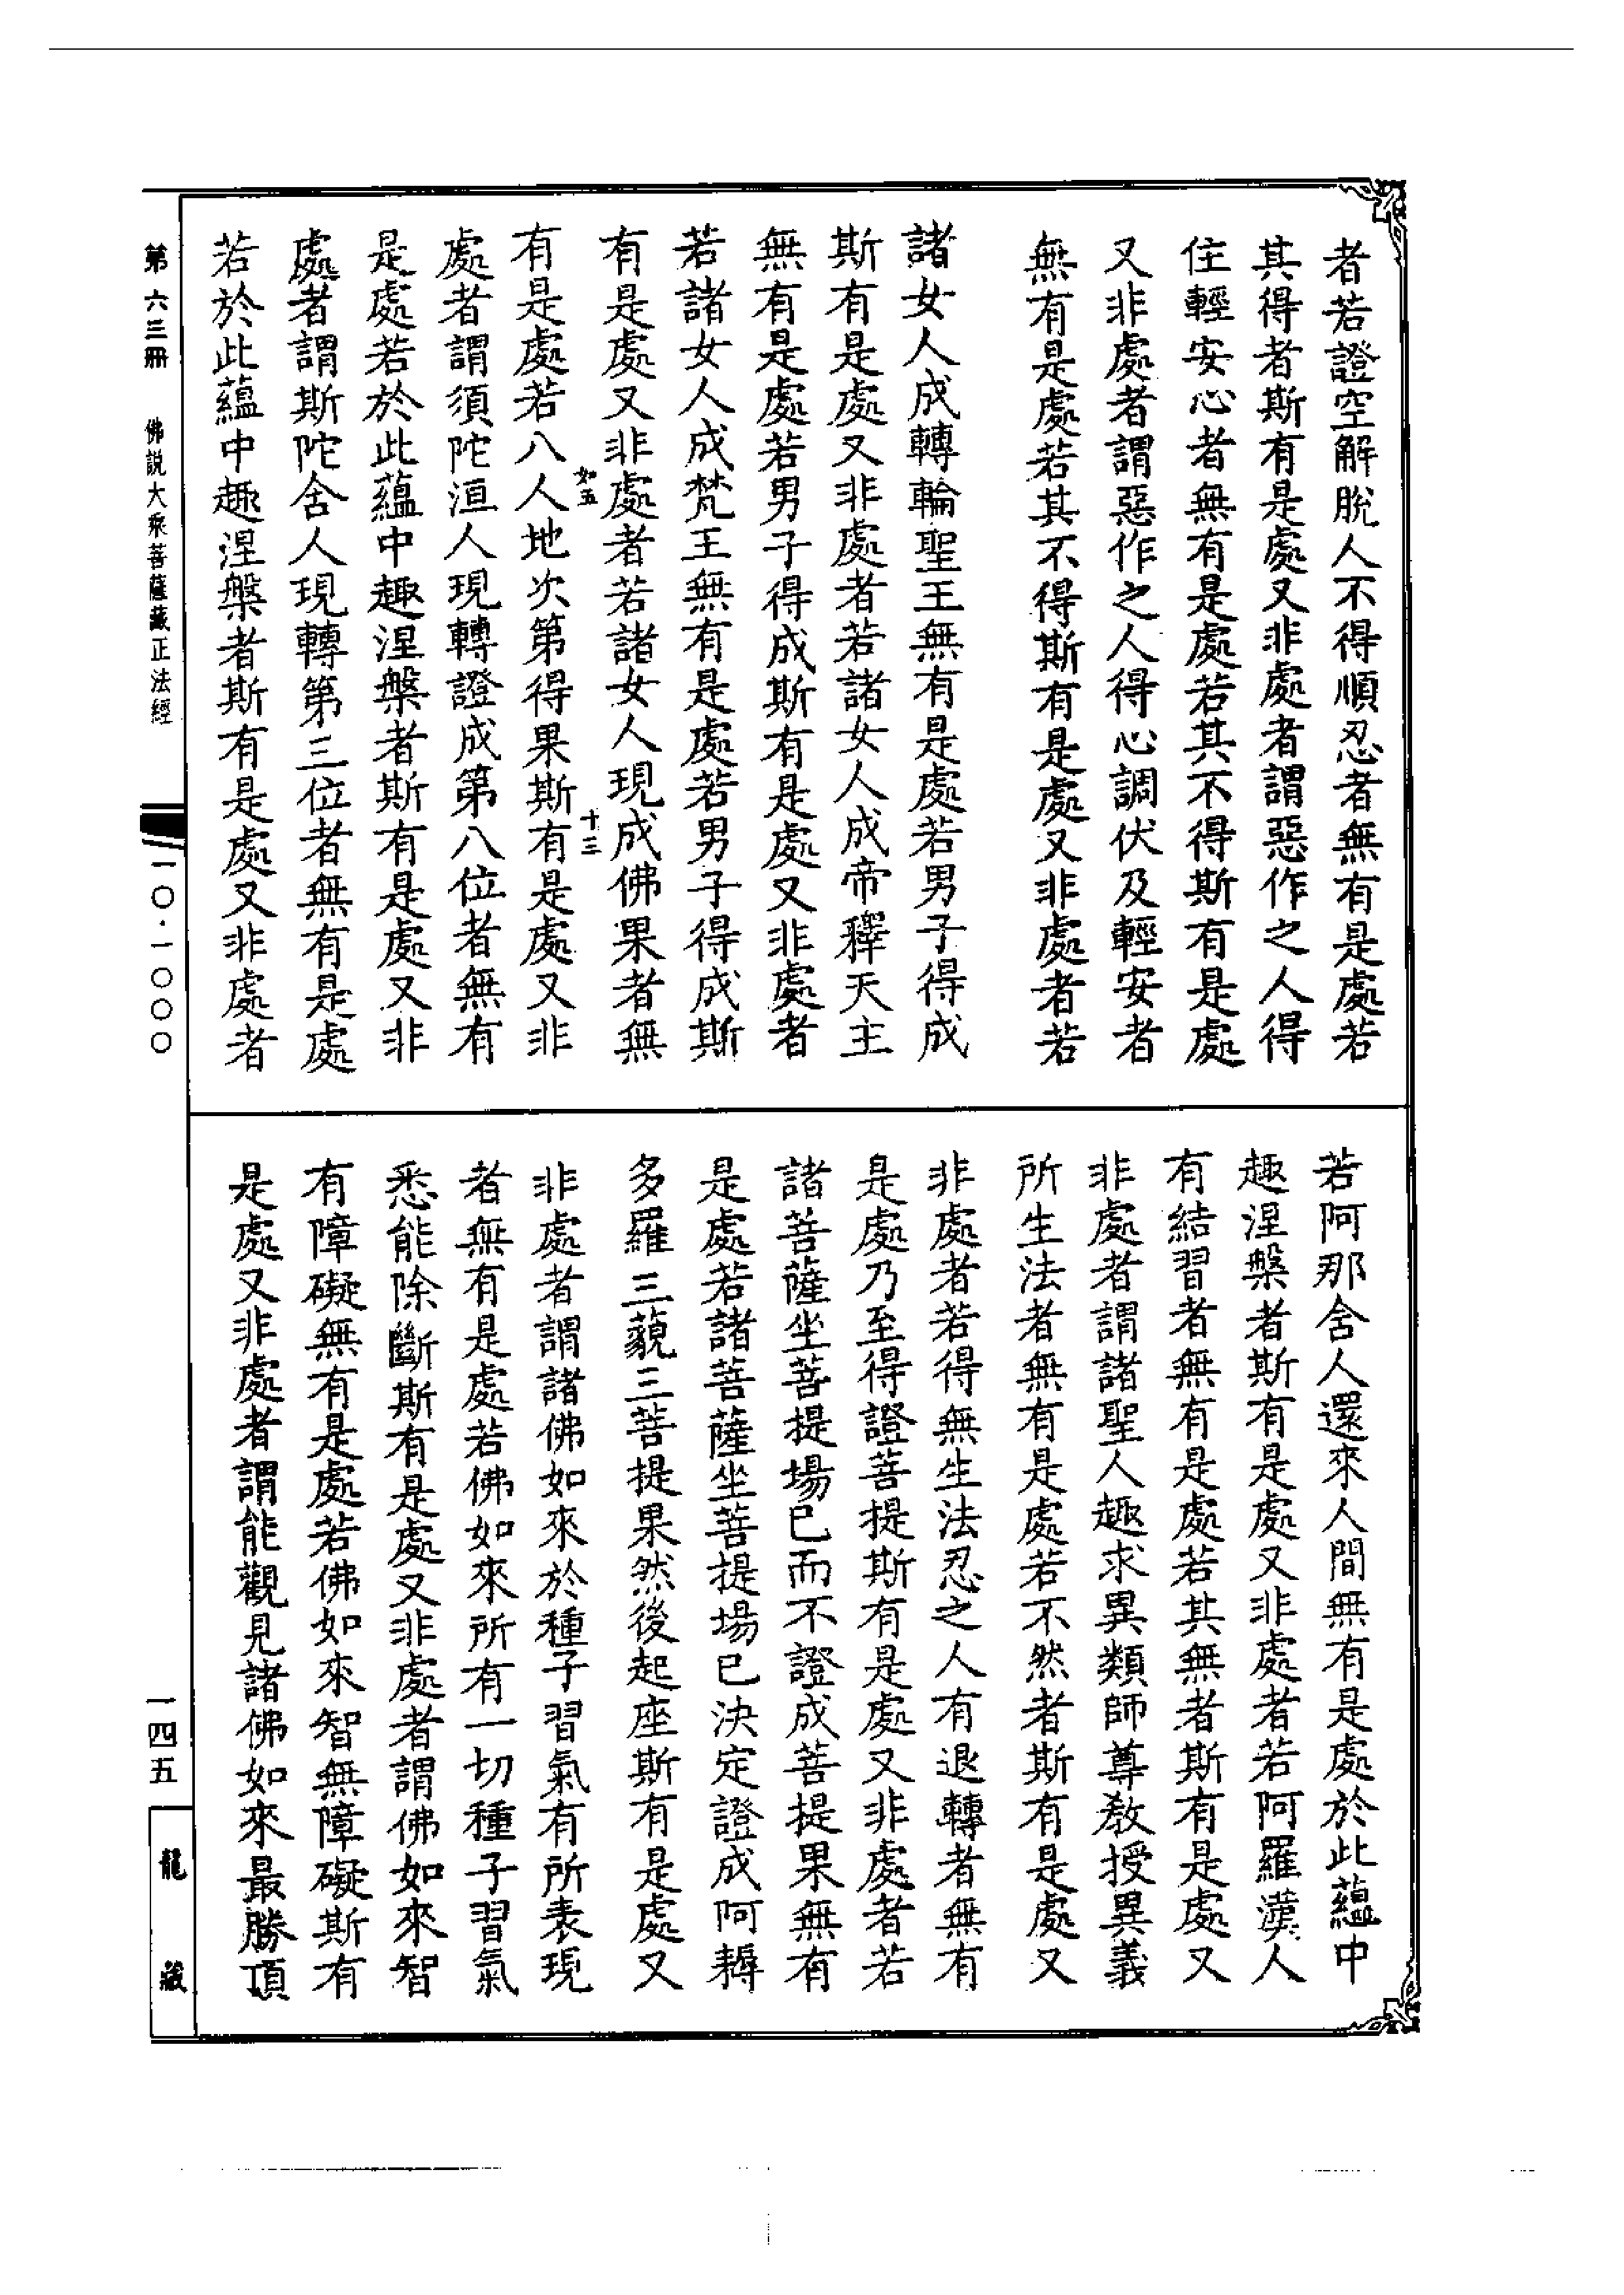 者若證空解脫人不得順忍者無有是處若
其得者斯有是處又非處者謂惡作之人得
住輕安心者無有是處若其不得斯有是處
又非處者謂惡作之人得心調伏及輕安者
無有是處若其不得斯有是處又非處者若
諸女人成轉輪聖王無有是處若男子得成
斯有是處又非處者若諸女人成帝釋天主
無有是處若男子得成斯有是處又非處者
若諸女人成梵王無有是處若男子得成斯
有是處又非處者若諸女人現成佛果者無
如五
十三
有是處若八人地次第得果斯有是處又非
處者謂須陀洹人現轉證成第八位者無有
是處若於此蘊中趣涅槃者斯有是處又非
處者謂斯陀含人現轉第三位者無有是處
若於此蘊中趣涅槃者斯有是處又非處者
若阿那含人還來人間無有是處於此蘊中
趣涅槃者斯有是處又非處者若阿羅漢人
有結習者無有是處若其無者斯有是處又
非處者謂諸聖人趣求異類師尊教授異義
所生法者無有是處若不然者斯有是處又
非處者若得無生法忍之人有退轉者無有
是處乃至得證菩提斯有是處又非處者若
諸菩薩坐菩提場已而不證成菩提果無有
是處若諸菩薩坐菩提場已決定證成阿耨
多羅三藐三菩提果然後起座斯有是處又
非處者謂諸佛如來於種子習氣有所表現
者無有是處若佛如來所有一切種子習氣
悉能除斷斯有是處又非處者謂佛如來智
有障礙無有是處若佛如來智無障礙斯有
是處又非處者謂能觀見諸佛如來最勝頂
第六三冊 佛説大乘菩薩藏正法經
一〇·一〇〇〇
一四五
龍藏